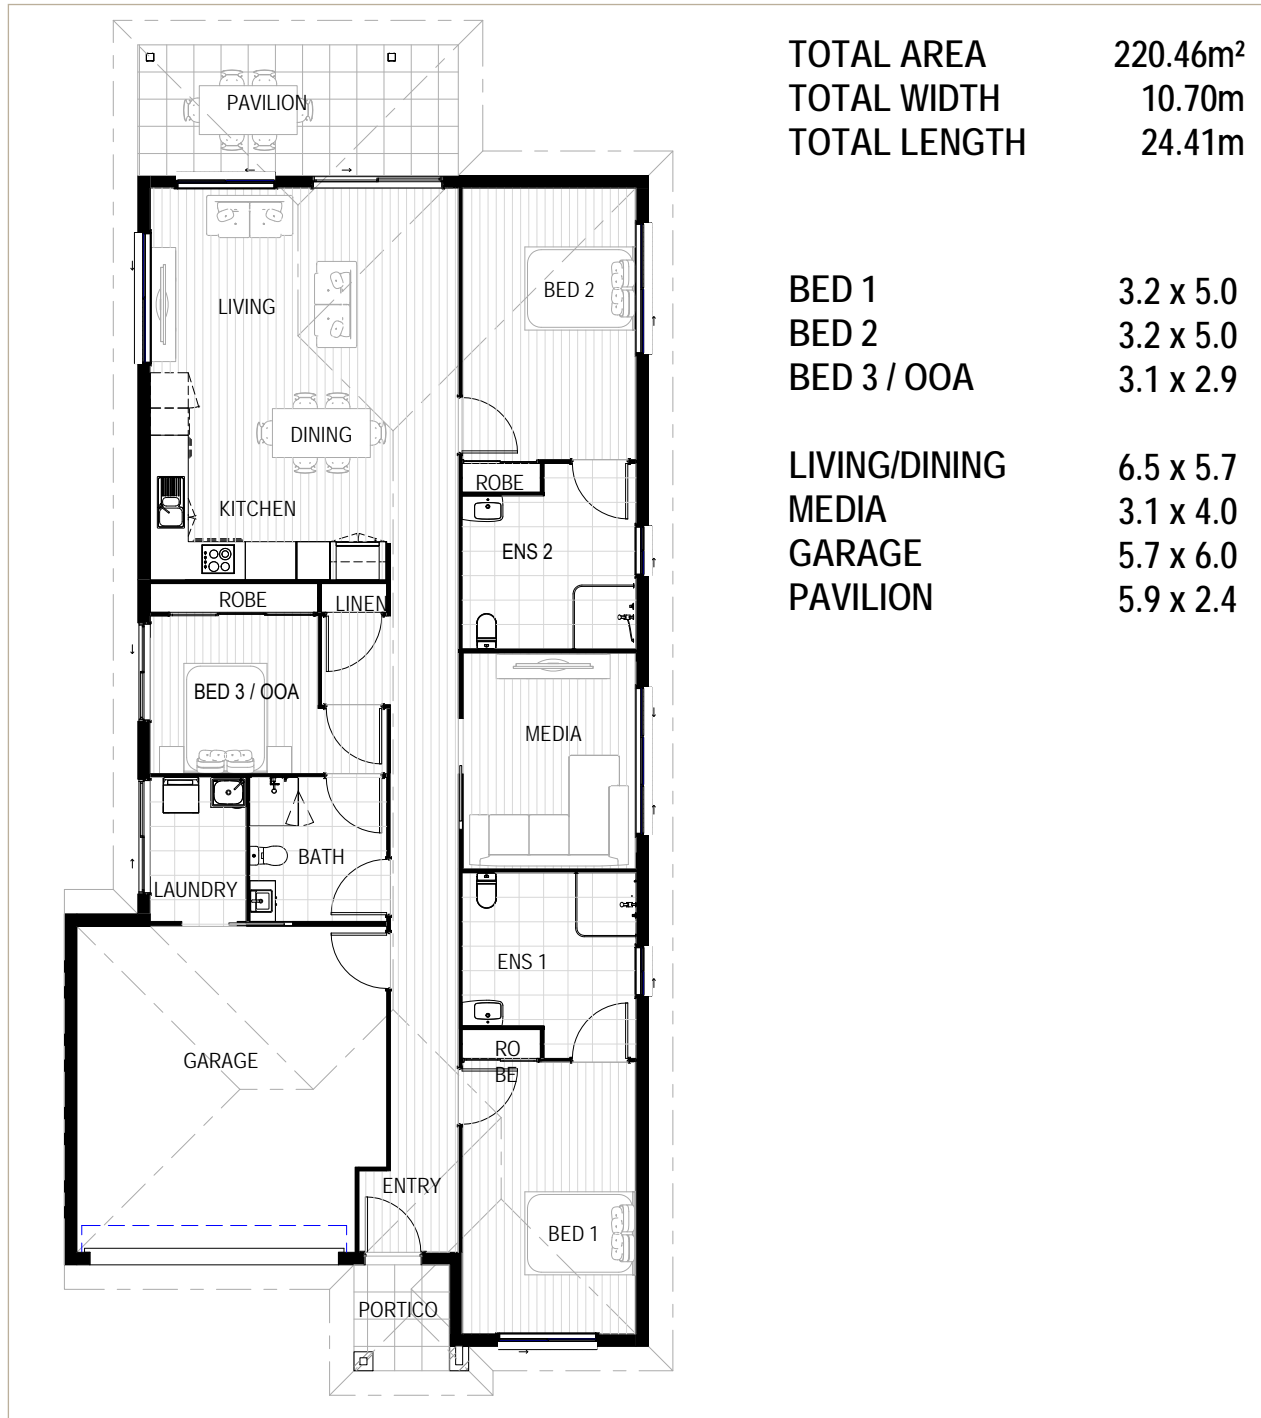 TOTAL AREA 220.46m²
TOTAL WIDTH 10.70m
TOTAL LENGTH 24.41m
BED 1 3.2 x 5.0
BED 2 3.2 x 5.0
BED 3 / OOA 3.1 x 2.9
LIVING/DINING 6.5 x 5.7
MEDIA 3.1 x 4.0
GARAGE 5.7 x 6.0
PAVILION 5.9 x 2.4
PAVILION
LIVING
BED 2
DINING
ROBE
KITCHEN
ENS 2
ROBE
LINEN
BED 3 / OOA
MEDIA
BATH
LAUNDRY
ENS 1
RO
BE
GARAGE
ENTRY
BED 1
PORTICO